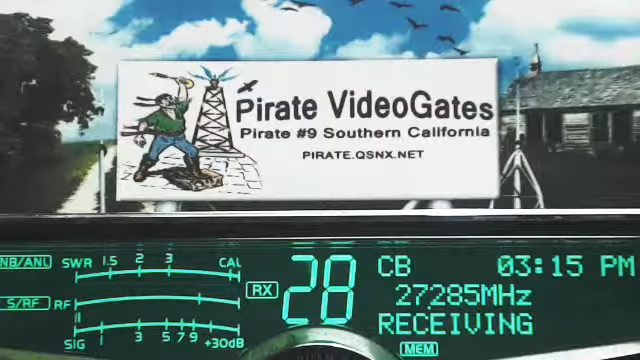 Pirate VideoGates
Pirate #9 Southern California
PIRATE.QSNX.NET
NB/ANL SWR 1.5 2 3 CAL
S/RF RF
SIG 1 3 5 7 9 +30dB
RX 28 CB 03:15 PM
27285MHz
RECEIVING
MEM